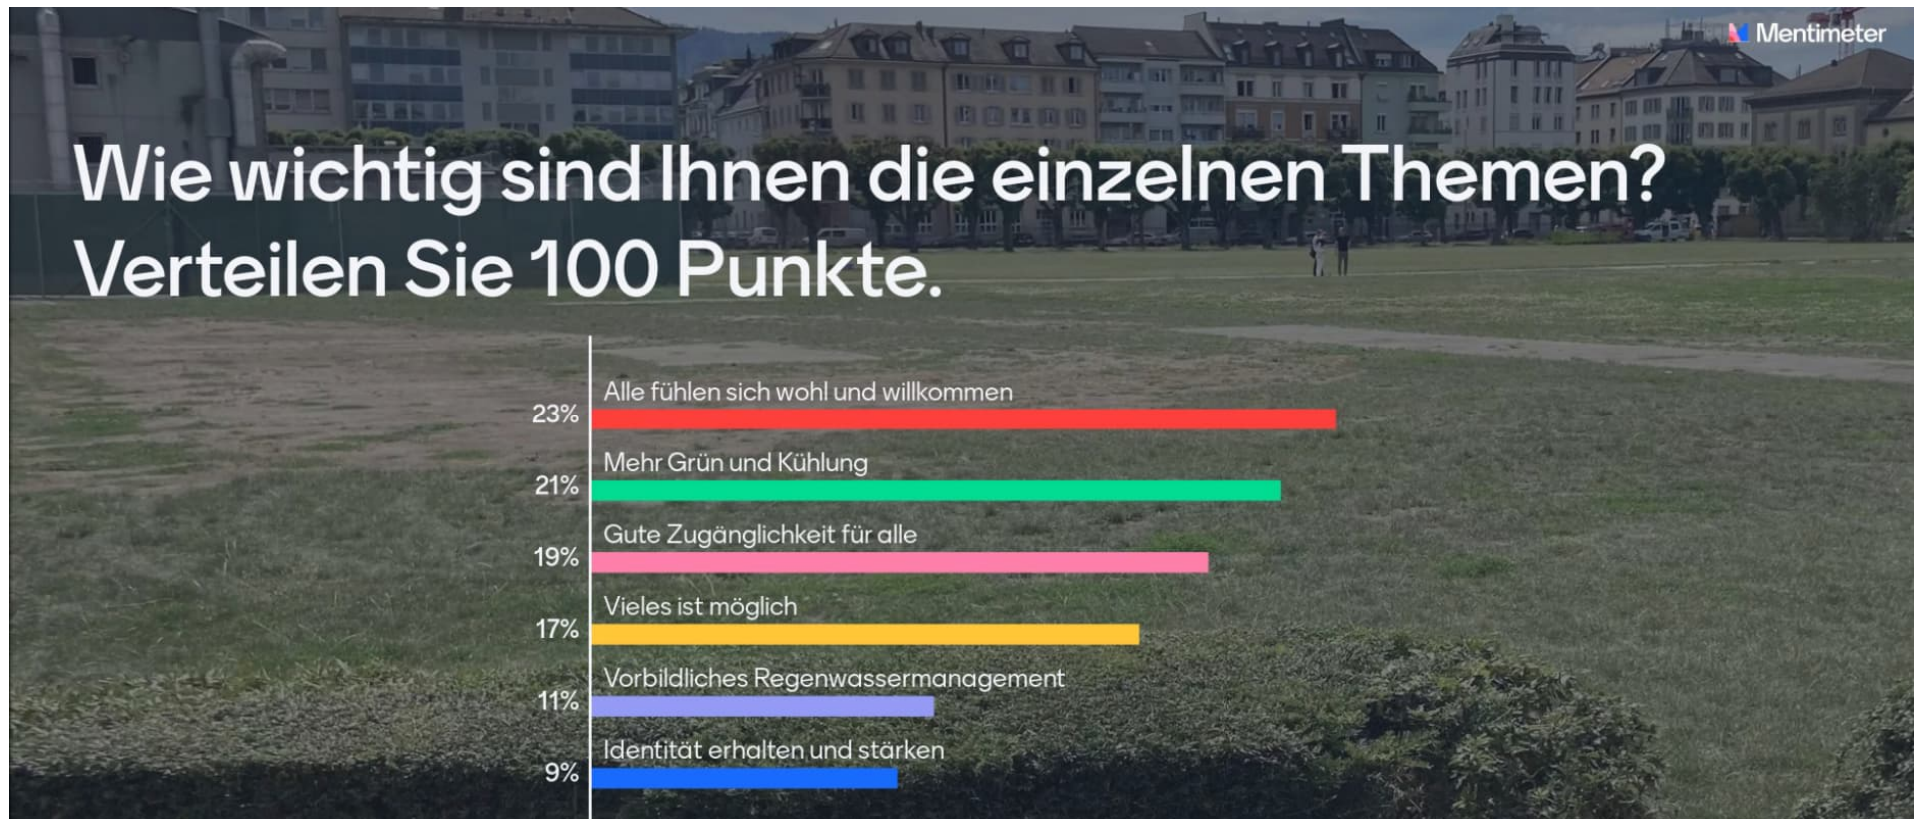 Mentimeter
Wie wichtig sind Ihnen die einzelnen Themen?
Verteilen Sie 100 Punkte.
Alle fühlen sich wohl und willkommen
23%
Mehr Grün und Kühlung
21%
Gute Zugänglichkeit für alle
19%
Vieles ist möglich
17%
Vorbildliches Regenwassermanagement
11%
Identität erhalten und stärken
9%